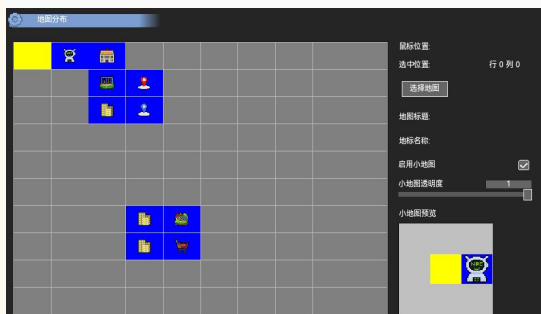 地图分布
鼠标位置:
选中位置: 行 0 列 0
选择地图
地图标题:
地标名称:
启用小地图
小地图透明度 1
小地图预览
NPC